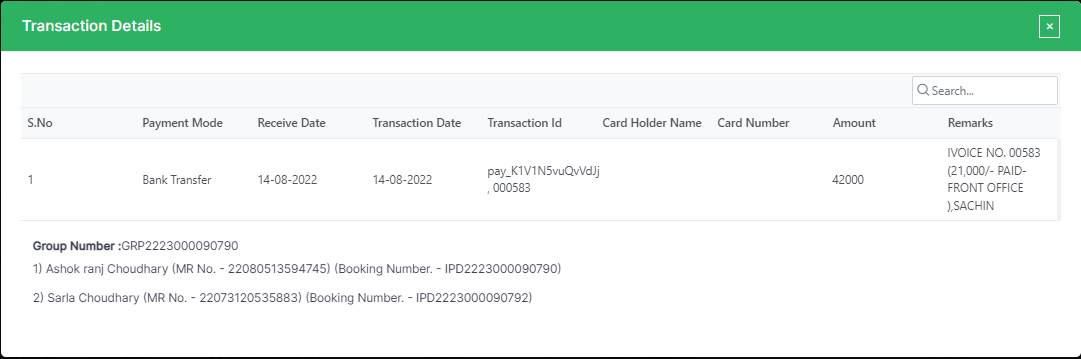 Transaction Details
×
Search...
S.No Payment Mode Receive Date Transaction Date Transaction Id Card Holder Name Card Number Amount Remarks
1 Bank Transfer 14-08-2022 14-08-2022 pay_K1V1N5vuQvVdJj , 000583 42000 IVOICE NO. 00583 (21,000/- PAID- FRONT OFFICE ),SACHIN
Group Number :GRP2223000090790
1) Ashok ranj Choudhary (MR No. - 22080513594745) (Booking Number. - IPD2223000090790)
2) Sarla Choudhary (MR No. - 22073120535883) (Booking Number. - IPD2223000090792)